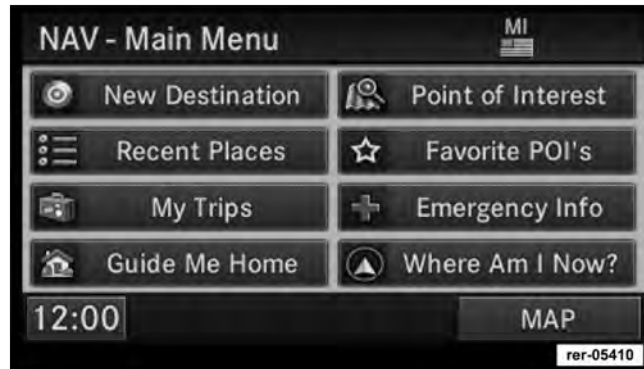 NAV - Main Menu
MI
New Destination
Point of Interest
Recent Places
Favorite POI's
My Trips
Emergency Info
Guide Me Home
Where Am I Now?
12:00
MAP
rer-05410